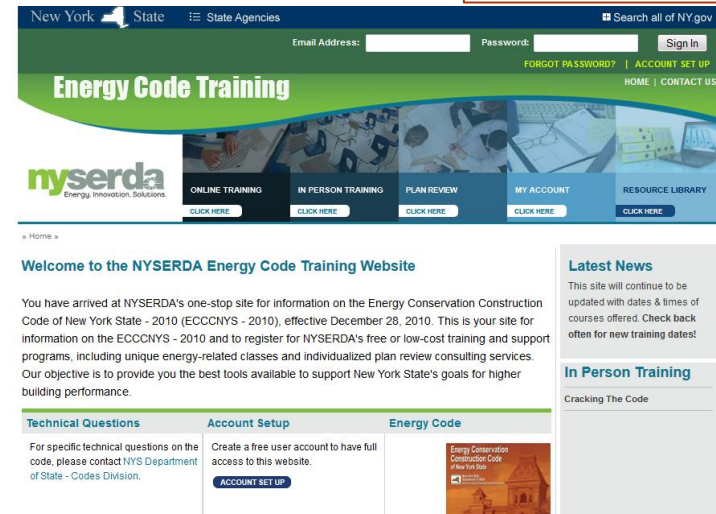 New York State
State Agencies
Search all of NY.gov
Email Address:
Password:
Sign In
FORGOT PASSWORD? | ACCOUNT SET UP
HOME | CONTACT US
Energy Code Training
nyserda
Energy. Innovation. Solutions.
ONLINE TRAINING
CLICK HERE
IN PERSON TRAINING
CLICK HERE
PLAN REVIEW
CLICK HERE
MY ACCOUNT
CLICK HERE
RESOURCE LIBRARY
CLICK HERE
» Home »
Welcome to the NYSERDA Energy Code Training Website
You have arrived at NYSERDA's one-stop site for information on the Energy Conservation Construction
Code of New York State - 2010 (ECCCNYS - 2010), effective December 28, 2010. This is your site for
information on the ECCCNYS - 2010 and to register for NYSERDA's free or low-cost training and support
programs, including unique energy-related classes and individualized plan review consulting services.
Our objective is to provide you the best tools available to support New York State's goals for higher
building performance.
Technical Questions
For specific technical questions on the
code, please contact NYS Department
of State - Codes Division.
Account Setup
Create a free user account to have full
access to this website.
ACCOUNT SET UP
Energy Code
Energy Conservation
Construction Code
of New York State
Latest News
This site will continue to be
updated with dates & times of
courses offered. Check back
often for new training dates!
In Person Training
Cracking The Code